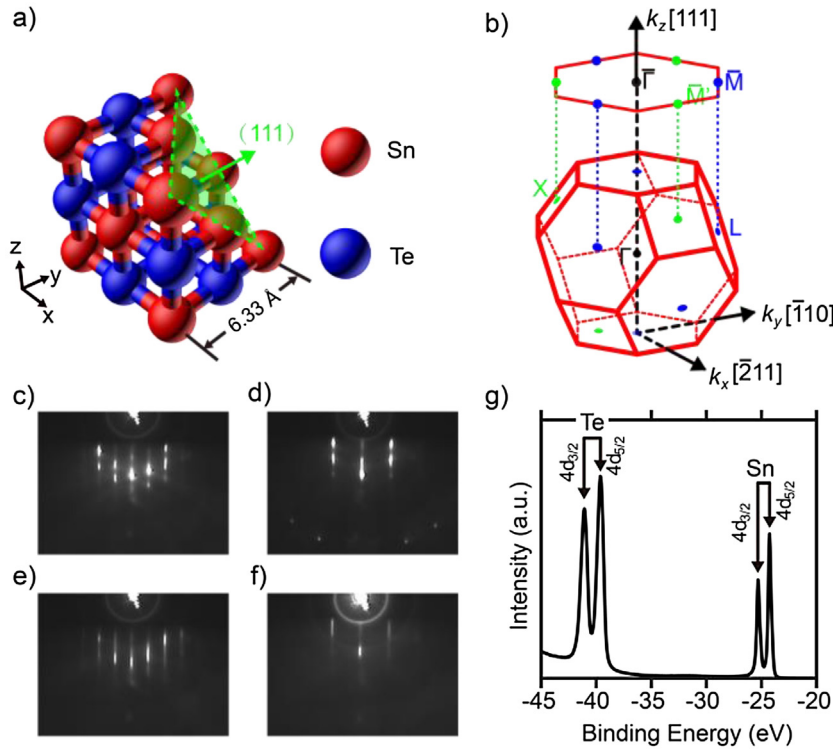 a)
(111)
Sn
Te
z
y
x
6.33 Å
b)
k_z[111]
Γ̅
M̅
M̅'
X
L
Γ
k_y[1̅10]
k_x[2̅11]
c)
d)
e)
f)
g)
Te
4d3/2
4d5/2
Sn
4d3/2
4d5/2
Intensity (a.u.)
-45 -40 -35 -30 -25 -20
Binding Energy (eV)